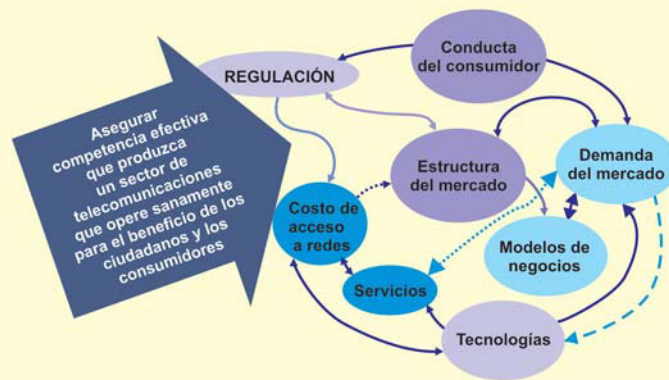 Asegurar
competencia efectiva
que produzca
un sector de
telecomunicaciones
que opere sanamente
para el beneficio de los
ciudadanos y los
consumidores
REGULACIÓN
Conducta
del consumidor
Estructura
del mercado
Demanda
del mercado
Costo de
acceso
a redes
Modelos de
negocios
Servicios
Tecnologías